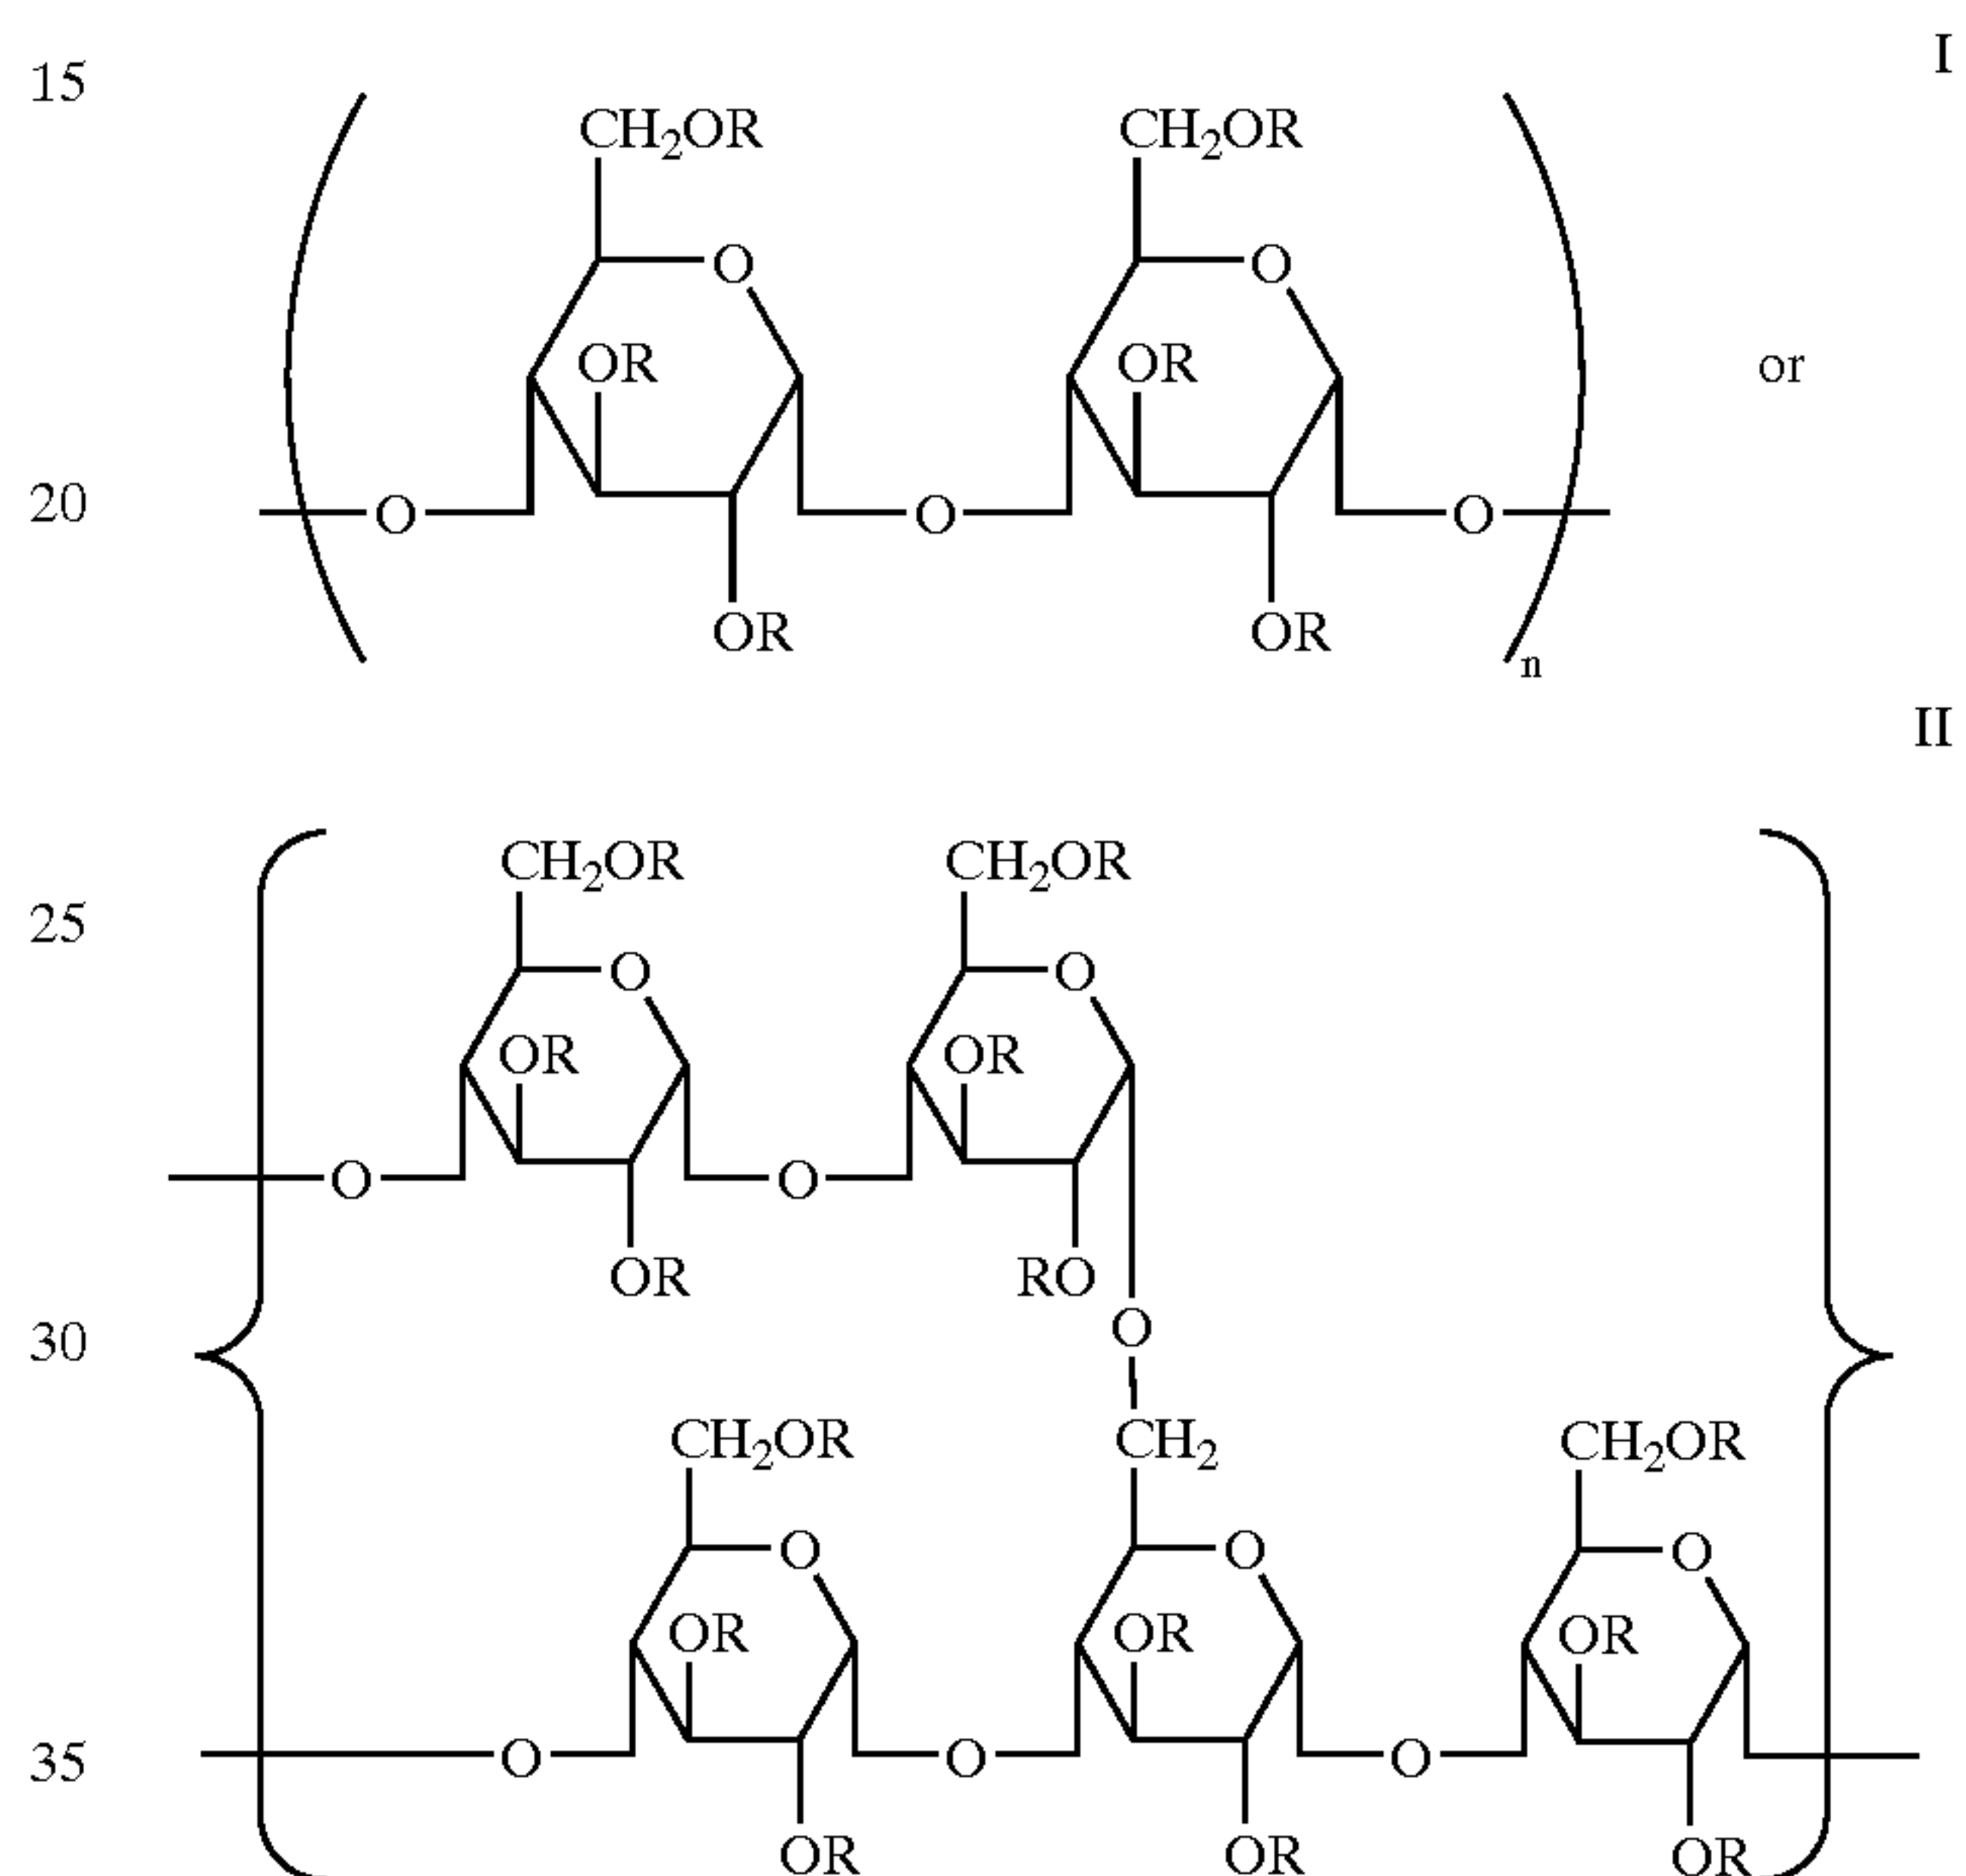 15 I
CH2OR CH2OR
O O
OR OR or
20 O O O
OR OR
n
II
CH2OR CH2OR
25
O O
OR OR
O O
OR RO
30 O
CH2OR CH2 CH2OR
O O O
OR OR OR
35 O O O
OR OR OR